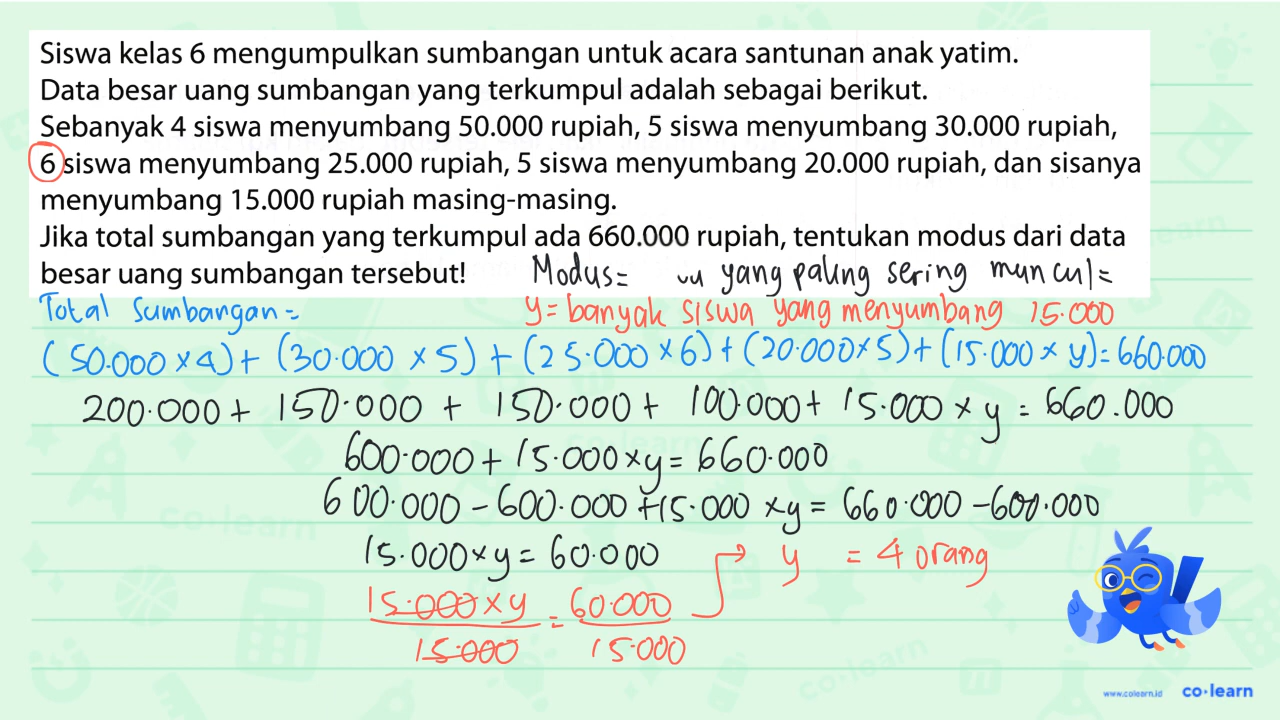 Siswa kelas 6 mengumpulkan sumbangan untuk acara santunan anak yatim.
Data besar uang sumbangan yang terkumpul adalah sebagai berikut.
Sebanyak 4 siswa menyumbang 50.000 rupiah, 5 siswa menyumbang 30.000 rupiah,
6 siswa menyumbang 25.000 rupiah, 5 siswa menyumbang 20.000 rupiah, dan sisanya
menyumbang 15.000 rupiah masing-masing.
Jika total sumbangan yang terkumpul ada 660.000 rupiah, tentukan modus dari data
besar uang sumbangan tersebut! Modus= yang paling sering muncul=
Total Sumbangan= y= banyak siswa yang menyumbang 15.000
(50.000 × 4) + (30.000 × 5) + (25.000 × 6) + (20.000 × 5) + (15.000 × y) = 660.000
200.000 + 150.000 + 150.000 + 100.000 + 15.000 × y = 660.000
600.000 + 15.000 × y = 660.000
600.000 - 600.000 + 15.000 × y = 660.000 - 600.000
15.000 × y = 60.000 y = 4 orang
15.000 × y = 60.000
15.000 15.000
www.colearn.id co·learn